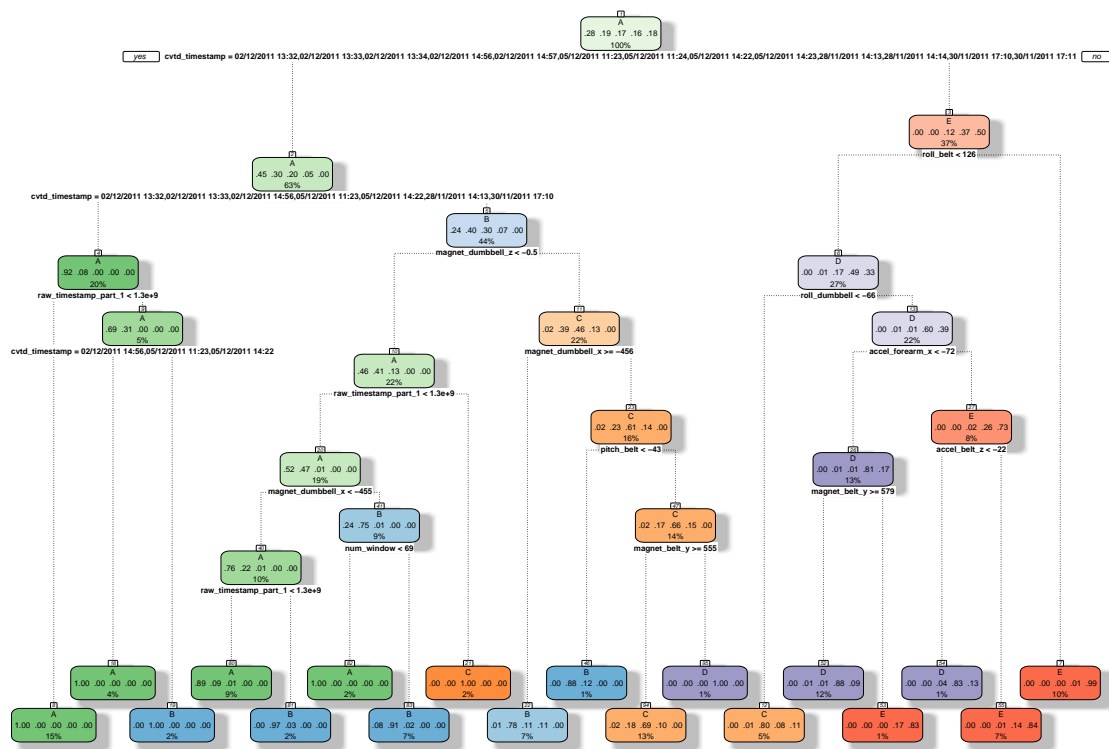 1
A
.28 .19 .17 .16 .18
100%
yes cvtd_timestamp = 02/12/2011 13:32,02/12/2011 13:33,02/12/2011 13:34,02/12/2011 14:56,02/12/2011 14:57,05/12/2011 11:23,05/12/2011 11:24,05/12/2011 14:22,05/12/2011 14:23,28/11/2011 14:13,28/11/2011 14:14,30/11/2011 17:10,30/11/2011 17:11 no
3
E
.00 .00 .12 .37 .50
37%
roll_belt < 126
2
A
.45 .30 .20 .05 .00
63%
cvtd_timestamp = 02/12/2011 13:32,02/12/2011 13:33,02/12/2011 14:56,05/12/2011 11:23,05/12/2011 14:22,28/11/2011 14:13,30/11/2011 17:10
5
B
.24 .40 .30 .07 .00
44%
magnet_dumbbell_z < −0.5
4
A
.92 .08 .00 .00 .00
20%
raw_timestamp_part_1 < 1.3e+9
6
D
.00 .01 .17 .49 .33
27%
roll_dumbbell < −66
9
A
.69 .31 .00 .00 .00
5%
cvtd_timestamp = 02/12/2011 14:56,05/12/2011 11:23,05/12/2011 14:22
11
C
.02 .39 .46 .13 .00
22%
magnet_dumbbell_x >= −456
13
D
.00 .01 .01 .60 .39
22%
accel_forearm_x < −72
10
A
.46 .41 .13 .00 .00
22%
raw_timestamp_part_1 < 1.3e+9
23
C
.02 .23 .61 .14 .00
16%
pitch_belt < −43
27
E
.00 .00 .02 .26 .73
8%
accel_belt_z < −22
20
A
.52 .47 .01 .00 .00
19%
magnet_dumbbell_x < −455
26
D
.00 .01 .01 .81 .17
13%
magnet_belt_y >= 579
41
B
.24 .75 .01 .00 .00
9%
num_window < 69
47
C
.02 .17 .66 .15 .00
14%
magnet_belt_y >= 555
40
A
.76 .22 .01 .00 .00
10%
raw_timestamp_part_1 < 1.3e+9
18
A
1.00 .00 .00 .00 .00
4%
80
A
.89 .09 .01 .00 .00
9%
82
A
1.00 .00 .00 .00 .00
2%
21
C
.00 .00 1.00 .00 .00
2%
46
B
.00 .88 .12 .00 .00
1%
95
D
.00 .00 .00 1.00 .00
1%
52
D
.00 .01 .01 .88 .09
12%
54
D
.00 .00 .04 .83 .13
1%
7
E
.00 .00 .00 .01 .99
10%
8
A
1.00 .00 .00 .00 .00
15%
19
B
.00 1.00 .00 .00 .00
2%
81
B
.00 .97 .03 .00 .00
2%
83
B
.08 .91 .02 .00 .00
7%
22
B
.01 .78 .11 .11 .00
7%
94
C
.02 .18 .69 .10 .00
13%
12
C
.00 .01 .80 .08 .11
5%
53
E
.00 .00 .00 .17 .83
1%
55
E
.00 .00 .01 .14 .84
7%